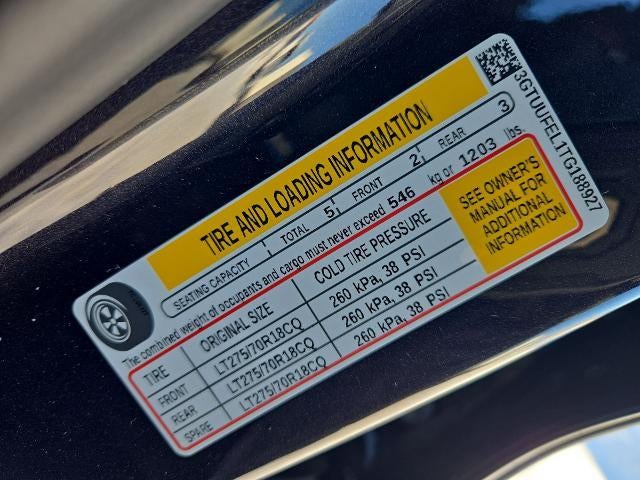 3GTUUFEL1TG188927
TIRE AND LOADING INFORMATION
SEATING CAPACITY TOTAL 5 FRONT 2 REAR 3
The combined weight of occupants and cargo must never exceed 546 kg or 1203 lbs.
TIRE ORIGINAL SIZE COLD TIRE PRESSURE
FRONT LT275/70R18CQ 260 kPa, 38 PSI
REAR LT275/70R18CQ 260 kPa, 38 PSI
SPARE LT275/70R18CQ 260 kPa, 38 PSI
SEE OWNER'S
MANUAL FOR
ADDITIONAL
INFORMATION